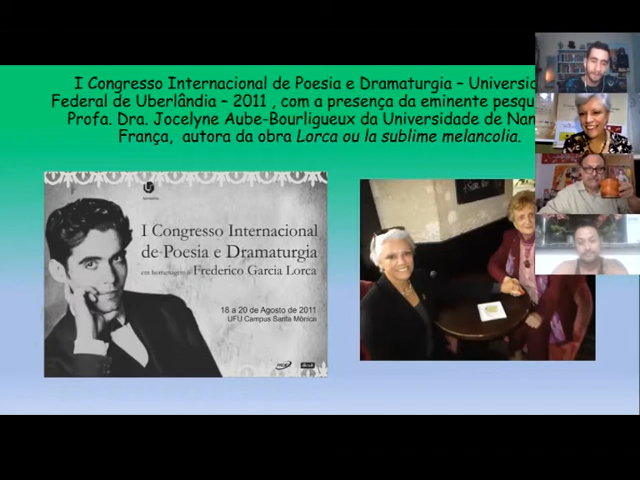 I Congresso Internacional de Poesia e Dramaturgia – Universid
Federal de Uberlândia – 2011 , com a presença da eminente pesqu
Profa. Dra. Jocelyne Aube-Bourligueux da Universidade de Nan
França, autora da obra Lorca ou la sublime melancolia.
I Congresso Internacional
de Poesia e Dramaturgia
em homenagem a Frederico Garcia Lorca
18 a 20 de Agosto de 2011
UFU Campus Santa Mônica